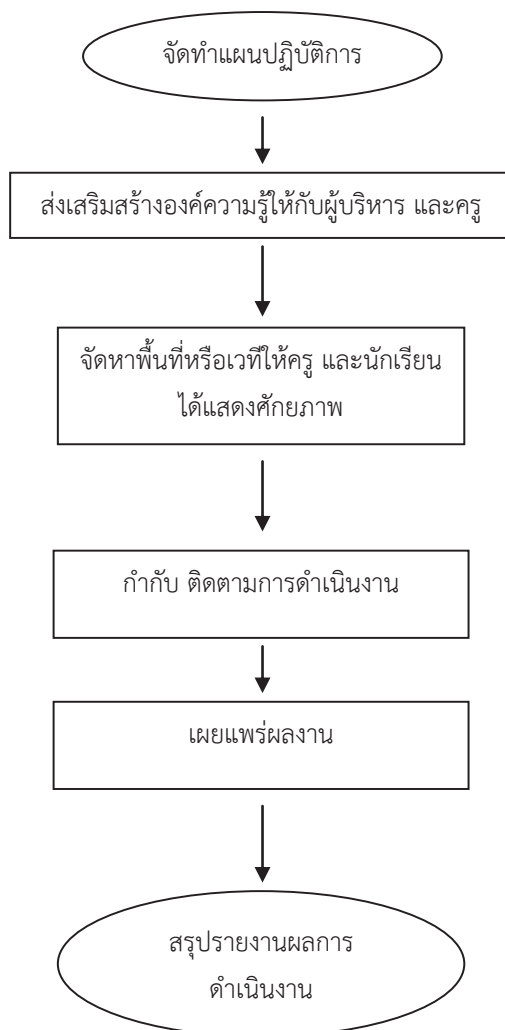 จัดทำแผนปฏิบัติการ
ส่งเสริมสร้างองค์ความรู้ให้กับผู้บริหาร และครู
จัดหาพื้นที่หรือเวทีให้ครู และนักเรียน
ได้แสดงศักยภาพ
กำกับ ติดตามการดำเนินงาน
เผยแพร่ผลงาน
สรุปรายงานผลการ
ดำเนินงาน